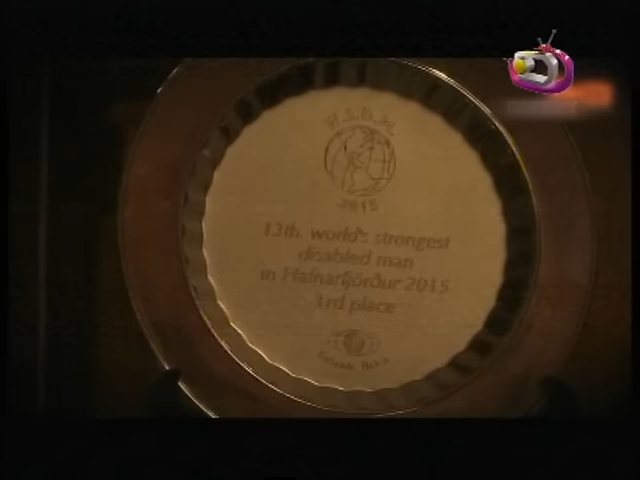 2015
13th. world's strongest
disabled man
in Hafnarfjörður 2015
3rd place